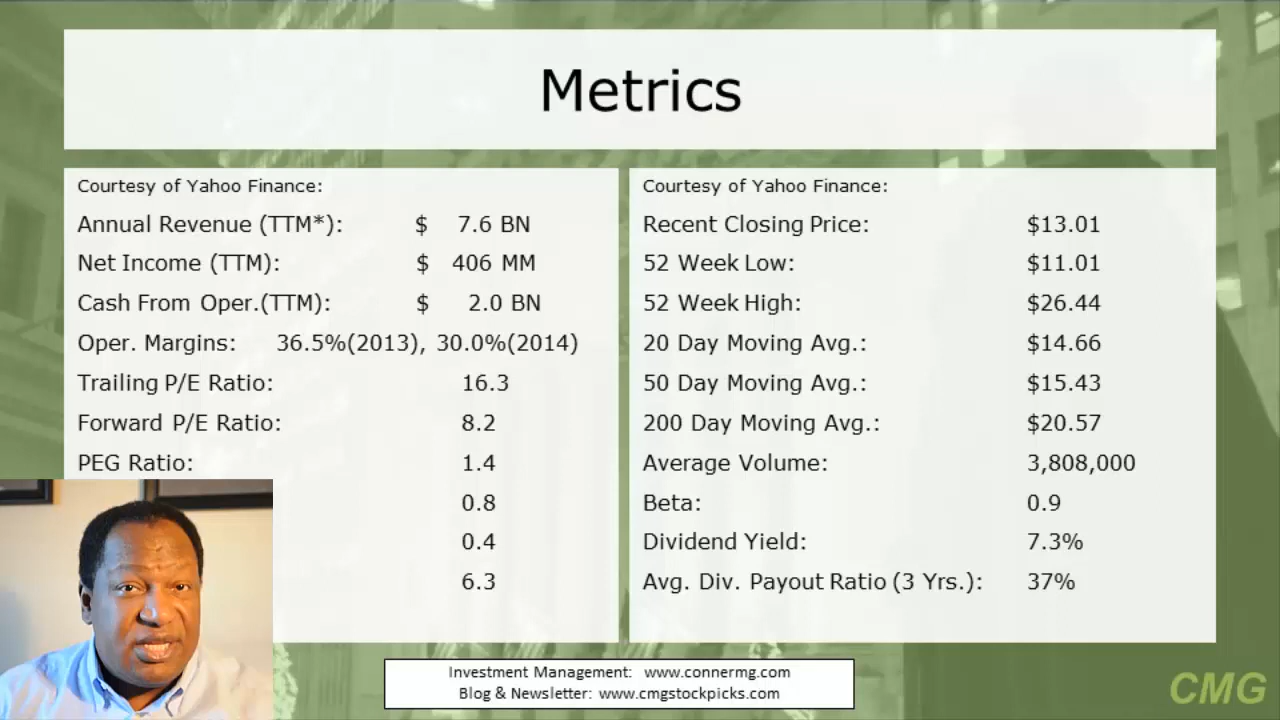 Metrics
Courtesy of Yahoo Finance:
Annual Revenue (TTM*): $ 7.6 BN
Net Income (TTM): $ 406 MM
Cash From Oper.(TTM): $ 2.0 BN
Oper. Margins: 36.5%(2013), 30.0%(2014)
Trailing P/E Ratio: 16.3
Forward P/E Ratio: 8.2
PEG Ratio: 1.4
0.8
0.4
6.3
Courtesy of Yahoo Finance:
Recent Closing Price: $13.01
52 Week Low: $11.01
52 Week High: $26.44
20 Day Moving Avg.: $14.66
50 Day Moving Avg.: $15.43
200 Day Moving Avg.: $20.57
Average Volume: 3,808,000
Beta: 0.9
Dividend Yield: 7.3%
Avg. Div. Payout Ratio (3 Yrs.): 37%
Investment Management: www.connermg.com
Blog & Newsletter: www.cmgstockpicks.com
CMG